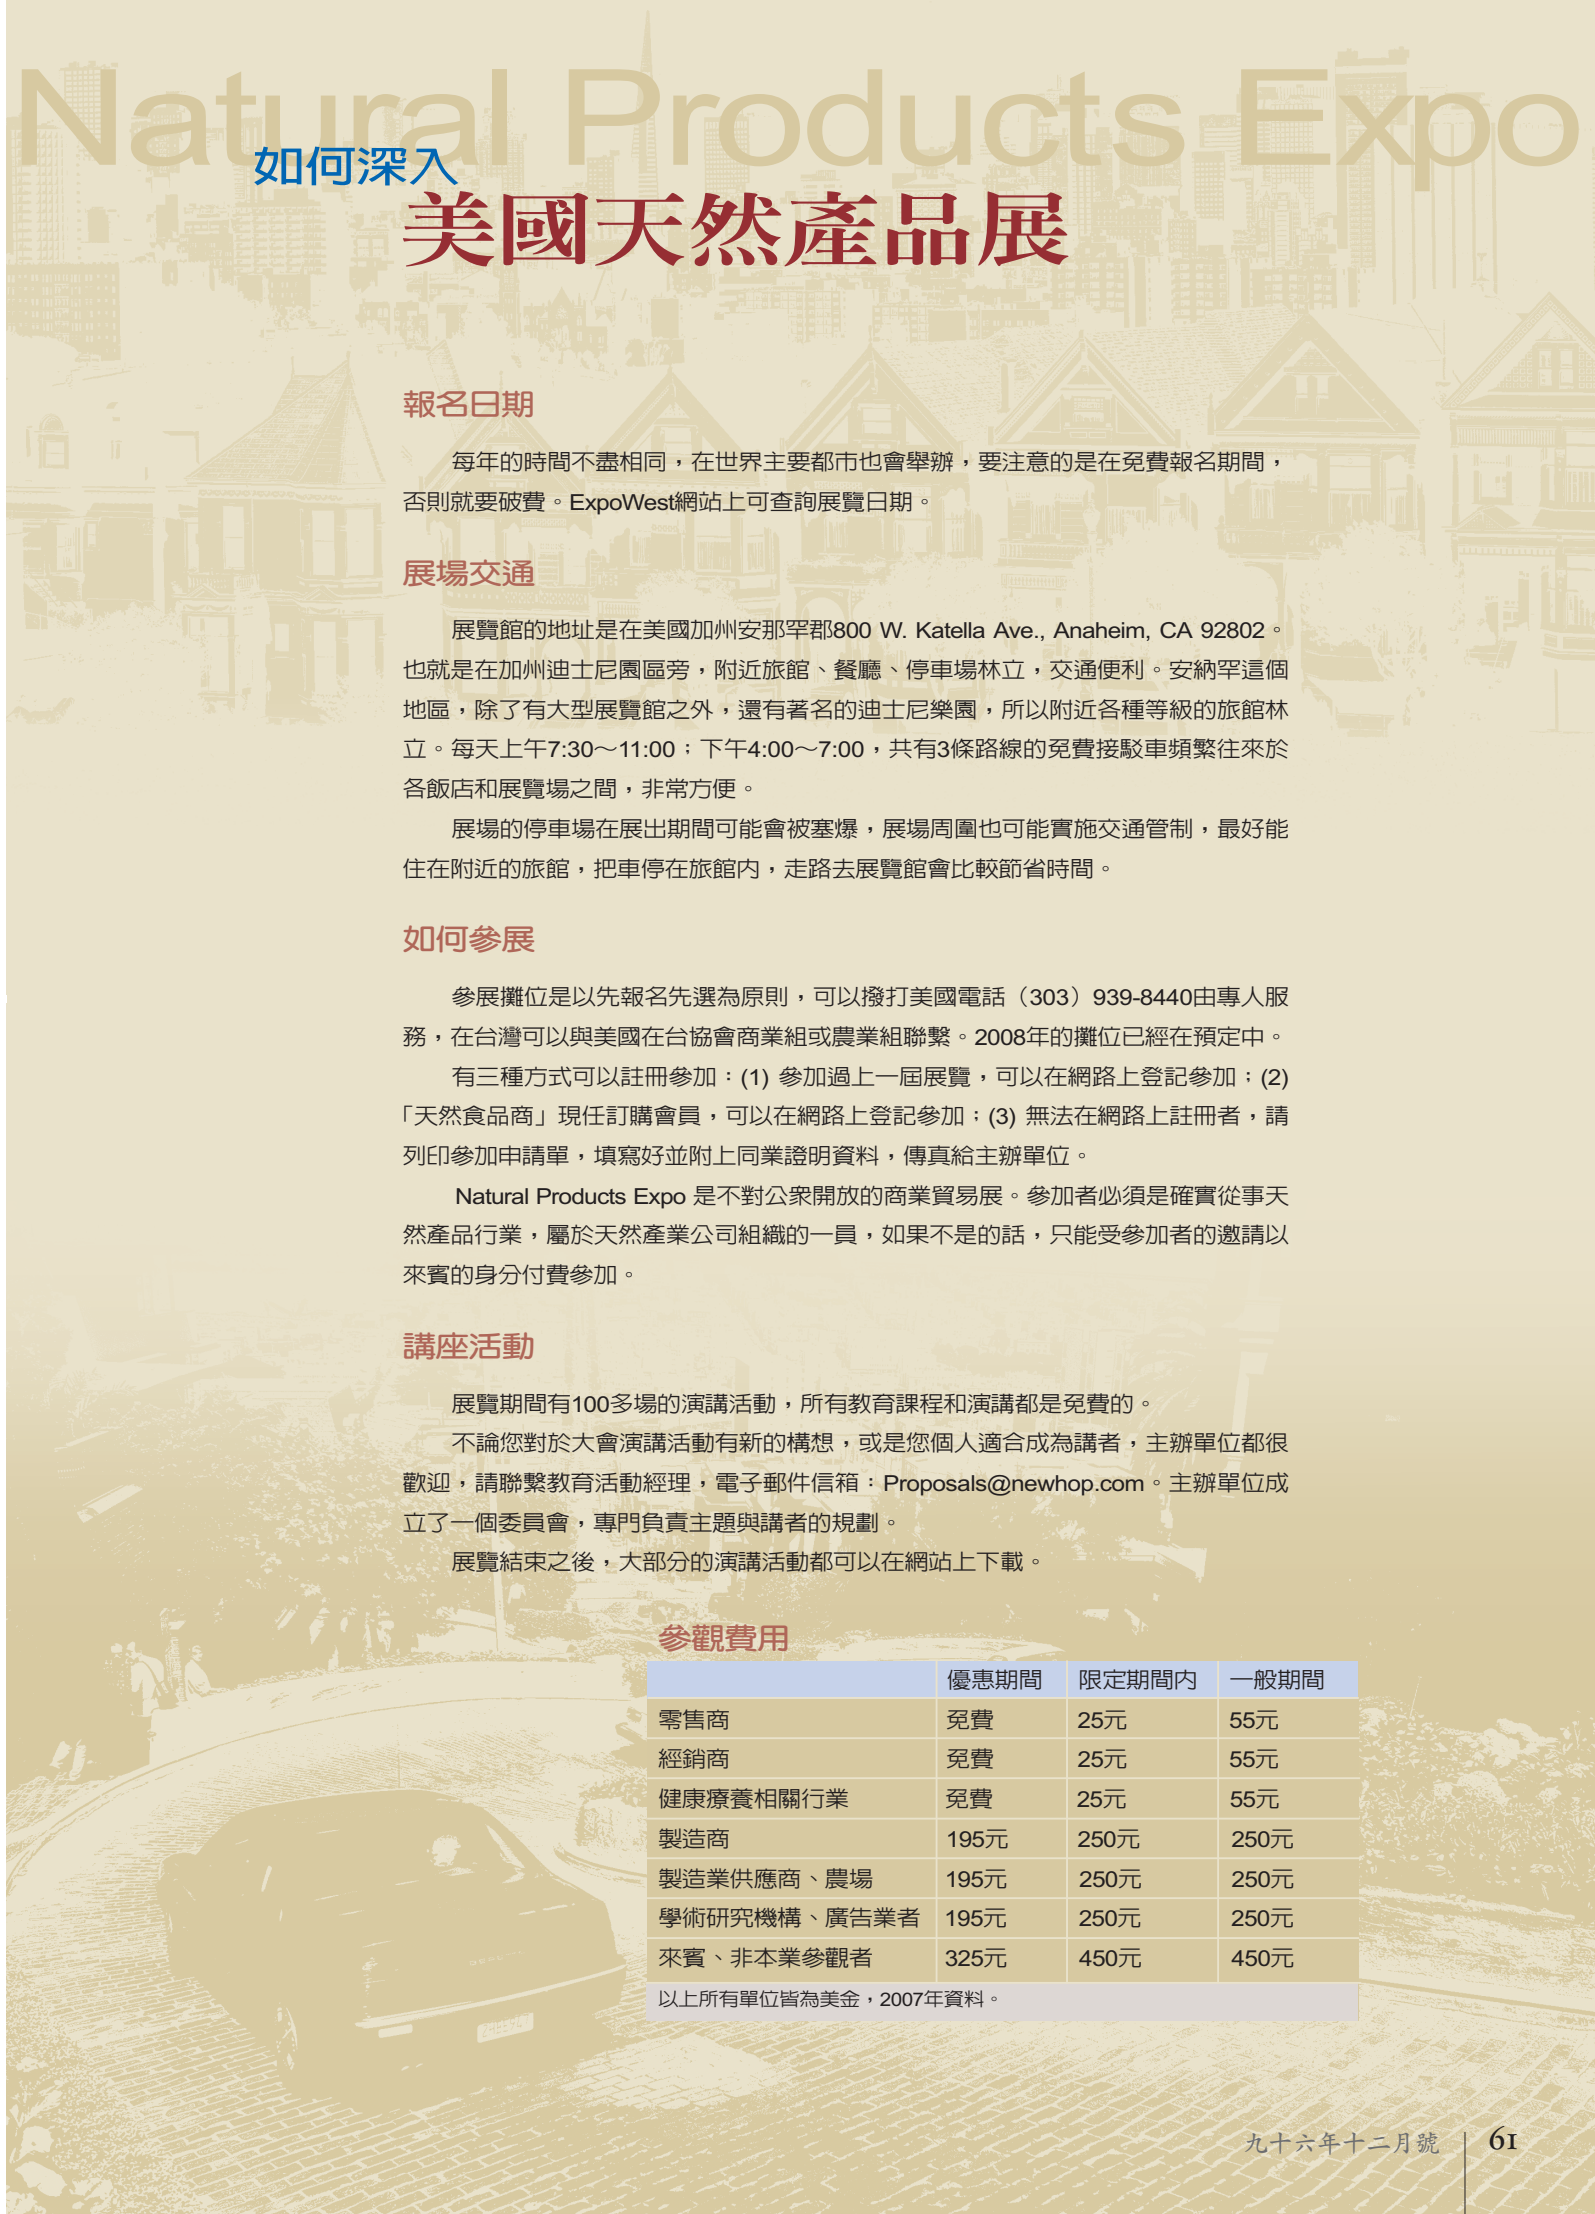 Natural Products Expo
如何深入
美國天然產品展
報名日期
每年的時間不盡相同，在世界主要都市也會舉辦，要注意的是在免費報名期間，
否則就要破費。ExpoWest網站上可查詢展覽日期。
展場交通
展覽館的地址是在美國加州安那罕郡800 W. Katella Ave., Anaheim, CA 92802。
也就是在加州迪士尼園區旁，附近旅館、餐廳、停車場林立，交通便利。安納罕這個
地區，除了有大型展覽館之外，還有著名的迪士尼樂園，所以附近各種等級的旅館林
立。每天上午7:30～11:00；下午4:00～7:00，共有3條路線的免費接駁車頻繁往來於
各飯店和展覽場之間，非常方便。
展場的停車場在展出期間可能會被塞爆，展場周圍也可能實施交通管制，最好能
住在附近的旅館，把車停在旅館內，走路去展覽館會比較節省時間。
如何參展
參展攤位是以先報名先選為原則，可以撥打美國電話（303）939-8440由專人服
務，在台灣可以與美國在台協會商業組或農業組聯繫。2008年的攤位已經在預定中。
有三種方式可以註冊參加：(1) 參加過上一屆展覽，可以在網路上登記參加；(2)
「天然食品商」現任訂購會員，可以在網路上登記參加；(3) 無法在網路上註冊者，請
列印參加申請單，填寫好並附上同業證明資料，傳真給主辦單位。
Natural Products Expo 是不對公眾開放的商業貿易展。參加者必須是確實從事天
然產品行業，屬於天然產業公司組織的一員，如果不是的話，只能受參加者的邀請以
來賓的身分付費參加。
講座活動
展覽期間有100多場的演講活動，所有教育課程和演講都是免費的。
不論您對於大會演講活動有新的構想，或是您個人適合成為講者，主辦單位都很
歡迎，請聯繫教育活動經理，電子郵件信箱：Proposals@newhop.com。主辦單位成
立了一個委員會，專門負責主題與講者的規劃。
展覽結束之後，大部分的演講活動都可以在網站上下載。
參觀費用
優惠期間 限定期間內 一般期間
零售商 免費 25元 55元
經銷商 免費 25元 55元
健康療養相關行業 免費 25元 55元
製造商 195元 250元 250元
製造業供應商、農場 195元 250元 250元
學術研究機構、廣告業者 195元 250元 250元
來賓、非本業參觀者 325元 450元 450元
以上所有單位皆為美金，2007年資料。
九十六年十二月號 61